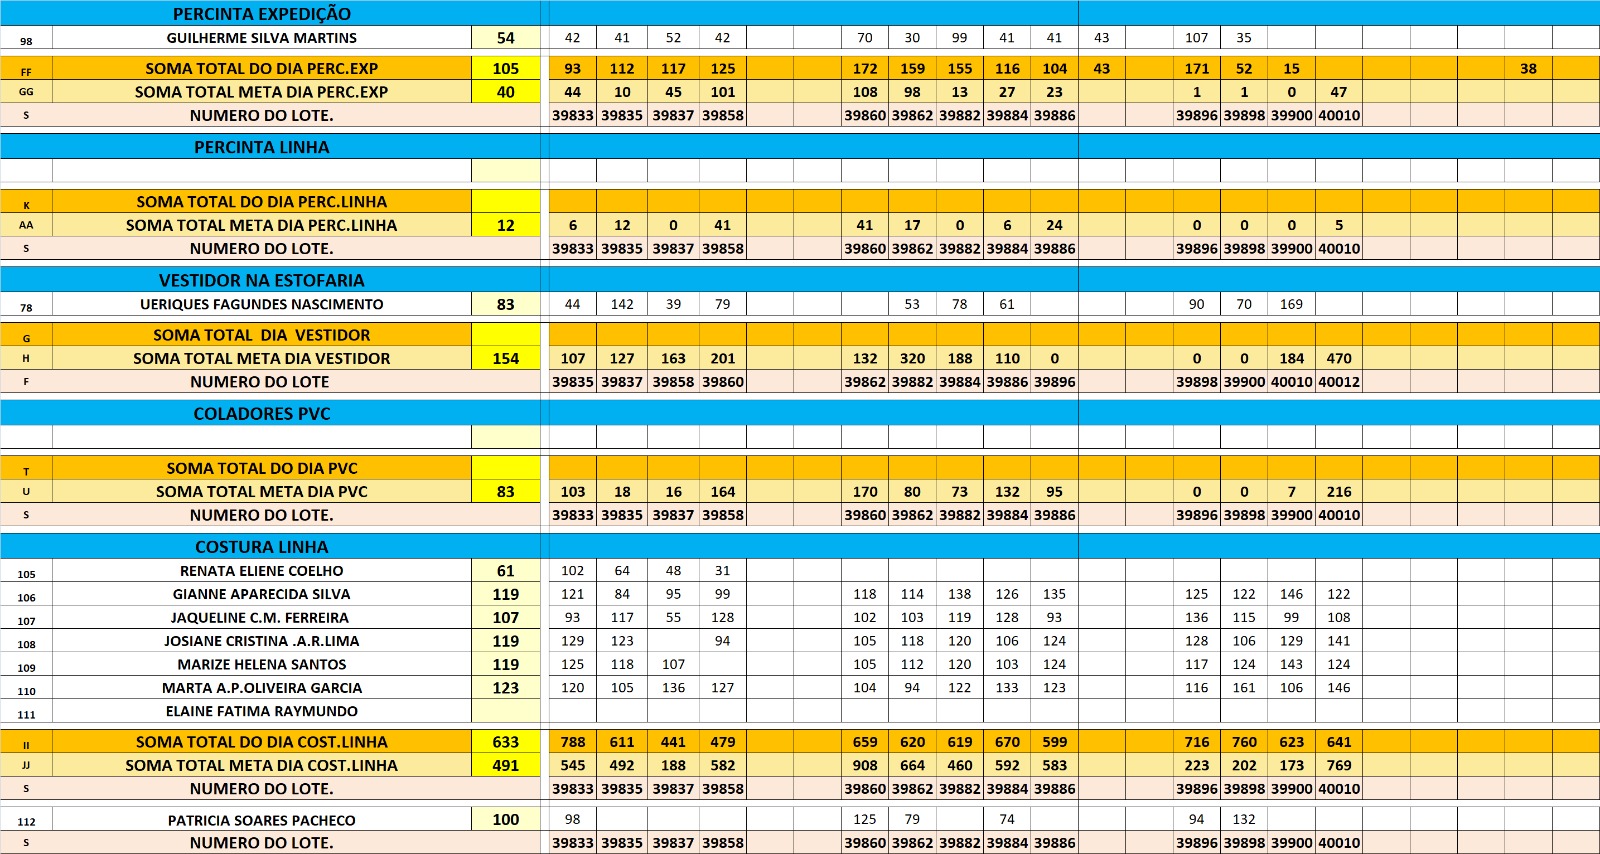 PERCINTA EXPEDIÇÃO
98 GUILHERME SILVA MARTINS 54 42 41 52 42 70 30 99 41 41 43 107 35
FF SOMA TOTAL DO DIA PERC.EXP 105 93 112 117 125 172 159 155 116 104 43 171 52 15 38
GG SOMA TOTAL META DIA PERC.EXP 40 44 10 45 101 108 98 13 27 23 1 1 0 47
S NUMERO DO LOTE. 39833 39835 39837 39858 39860 39862 39882 39884 39886 39896 39898 39900 40010
PERCINTA LINHA
K SOMA TOTAL DO DIA PERC.LINHA
AA SOMA TOTAL META DIA PERC.LINHA 12 6 12 0 41 41 17 0 6 24 0 0 0 5
S NUMERO DO LOTE. 39833 39835 39837 39858 39860 39862 39882 39884 39886 39896 39898 39900 40010
VESTIDOR NA ESTOFARIA
78 UERIQUES FAGUNDES NASCIMENTO 83 44 142 39 79 53 78 61 90 70 169
G SOMA TOTAL DIA VESTIDOR
H SOMA TOTAL META DIA VESTIDOR 154 107 127 163 201 132 320 188 110 0 0 0 184 470
F NUMERO DO LOTE 39835 39837 39858 39860 39862 39882 39884 39886 39896 39898 39900 40010 40012
COLADORES PVC
T SOMA TOTAL DO DIA PVC
U SOMA TOTAL META DIA PVC 83 103 18 16 164 170 80 73 132 95 0 0 7 216
S NUMERO DO LOTE. 39833 39835 39837 39858 39860 39862 39882 39884 39886 39896 39898 39900 40010
COSTURA LINHA
105 RENATA ELIENE COELHO 61 102 64 48 31
106 GIANNE APARECIDA SILVA 119 121 84 95 99 118 114 138 126 135 125 122 146 122
107 JAQUELINE C.M. FERREIRA 107 93 117 55 128 102 103 119 128 93 136 115 99 108
108 JOSIANE CRISTINA .A.R.LIMA 119 129 123 94 105 118 120 106 124 128 106 129 141
109 MARIZE HELENA SANTOS 119 125 118 107 105 112 120 103 124 117 124 143 124
110 MARTA A.P.OLIVEIRA GARCIA 123 120 105 136 127 104 94 122 133 123 116 161 106 146
111 ELAINE FATIMA RAYMUNDO
II SOMA TOTAL DO DIA COST.LINHA 633 788 611 441 479 659 620 619 670 599 716 760 623 641
JJ SOMA TOTAL META DIA COST.LINHA 491 545 492 188 582 908 664 460 592 583 223 202 173 769
S NUMERO DO LOTE. 39833 39835 39837 39858 39860 39862 39882 39884 39886 39896 39898 39900 40010
112 PATRICIA SOARES PACHECO 100 98 125 79 74 94 132
S NUMERO DO LOTE. 39833 39835 39837 39858 39860 39862 39882 39884 39886 39896 39898 39900 40010